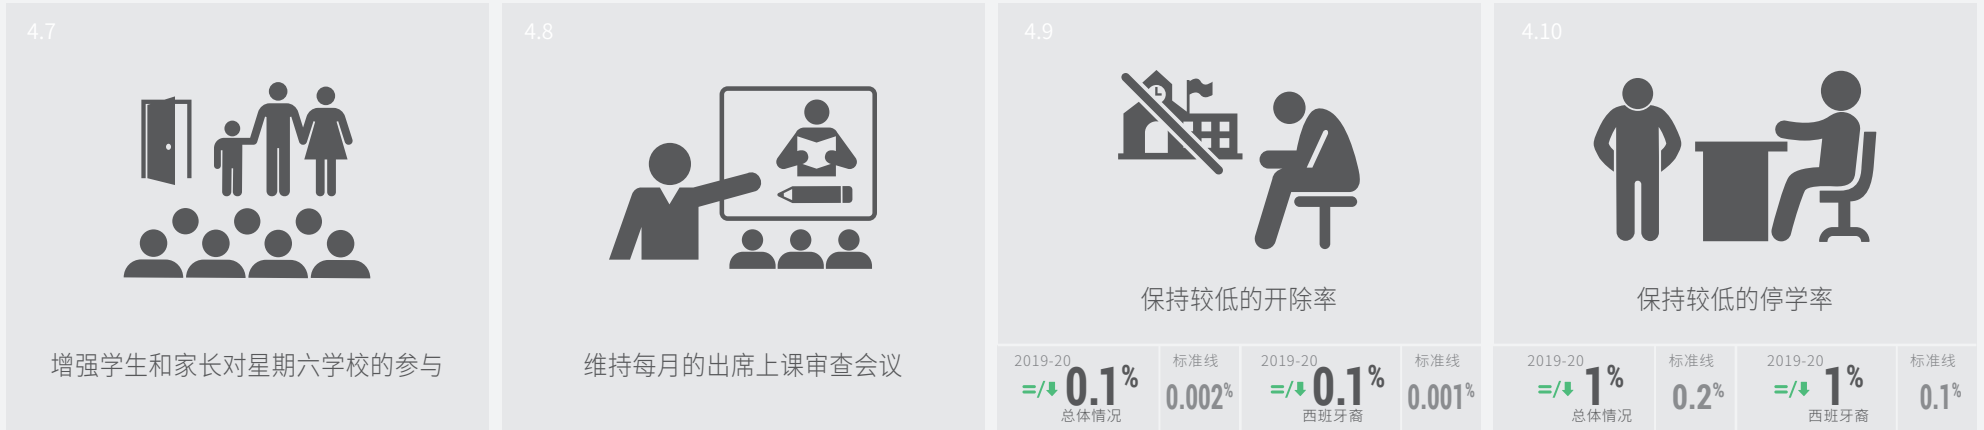 4.7
增强学生和家长对星期六学校的参与
4.8
维持每月的出席上课审查会议
4.9
保持较低的开除率
2019-20
=/ 0.1%
总体情况
标准线
0.002%
2019-20
=/ 0.1%
西班牙裔
标准线
0.001%
4.10
保持较低的停学率
2019-20
=/ 1%
总体情况
标准线
0.2%
2019-20
=/ 1%
西班牙裔
标准线
0.1%